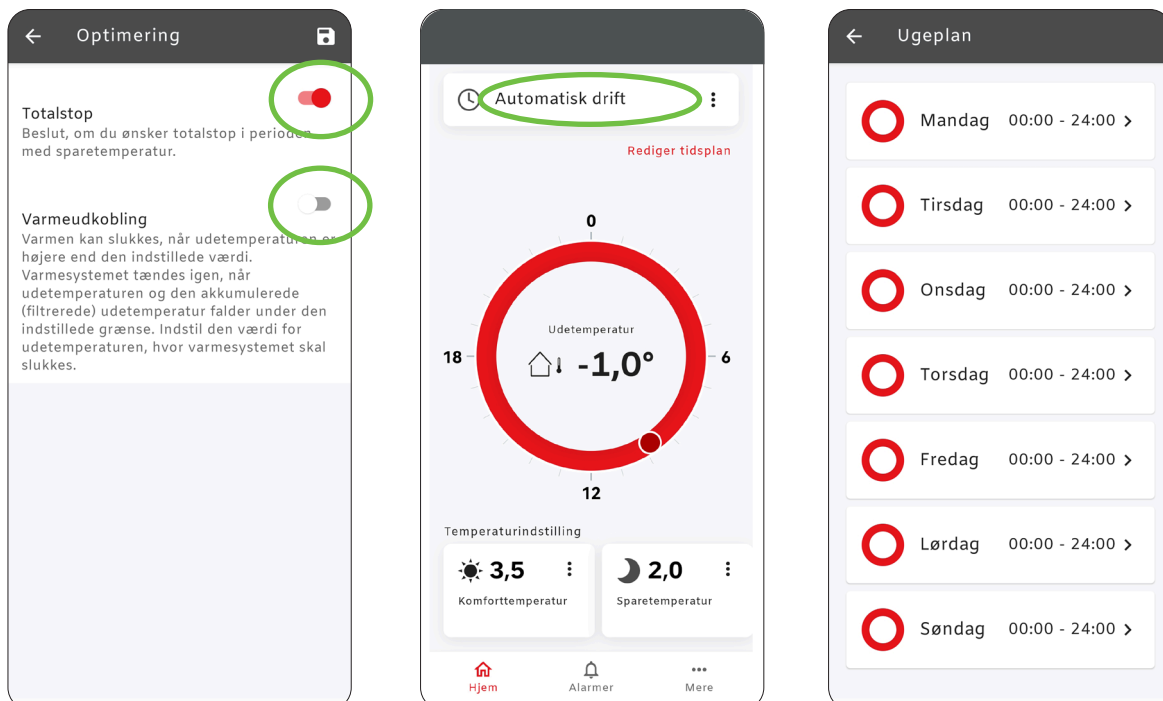 Optimering
Totalstop
Beslut, om du ønsker totalstop i perioden
med sparetemperatur.
Varmeudkobling
Varmen kan slukkes, når udetemperaturen er
højere end den indstillede værdi.
Varmesystemet tændes igen, når
udetemperaturen og den akkumulerede
(filtrerede) udetemperatur falder under den
indstillede grænse. Indstil den værdi for
udetemperaturen, hvor varmesystemet skal
slukkes.
Automatisk drift
Rediger tidsplan
0
Udetemperatur
18
-1,0°
6
12
Temperaturindstilling
3,5
Komforttemperatur
2,0
Sparetemperatur
Hjem
Alarmer
Mere
Ugeplan
Mandag 00:00 - 24:00
Tirsdag 00:00 - 24:00
Onsdag 00:00 - 24:00
Torsdag 00:00 - 24:00
Fredag 00:00 - 24:00
Lørdag 00:00 - 24:00
Søndag 00:00 - 24:00